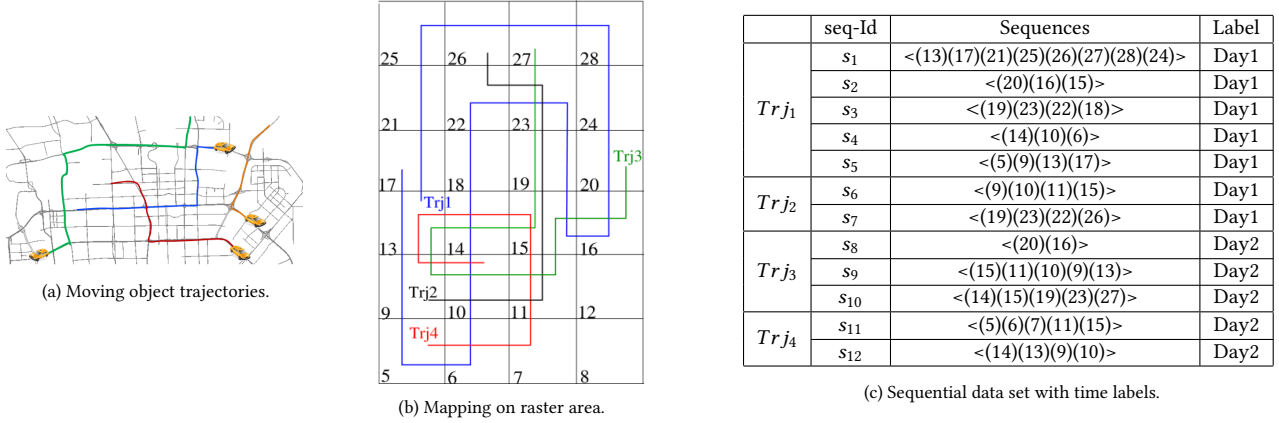 (a) Moving object trajectories.
25 26 27 28
21 22 23 24
Trj3
17 18 19 20
Trj1
13 14 15 16
Trj2
9 10 11 12
Trj4
5 6 7 8
(b) Mapping on raster area.
seq-Id Sequences Label
Trj1 s1 <(13)(17)(21)(25)(26)(27)(28)(24)> Day1
s2 <(20)(16)(15)> Day1
s3 <(19)(23)(22)(18)> Day1
s4 <(14)(10)(6)> Day1
s5 <(5)(9)(13)(17)> Day1
Trj2 s6 <(9)(10)(11)(15)> Day1
s7 <(19)(23)(22)(26)> Day1
Trj3 s8 <(20)(16)> Day2
s9 <(15)(11)(10)(9)(13)> Day2
s10 <(14)(15)(19)(23)(27)> Day2
Trj4 s11 <(5)(6)(7)(11)(15)> Day2
s12 <(14)(13)(9)(10)> Day2
(c) Sequential data set with time labels.